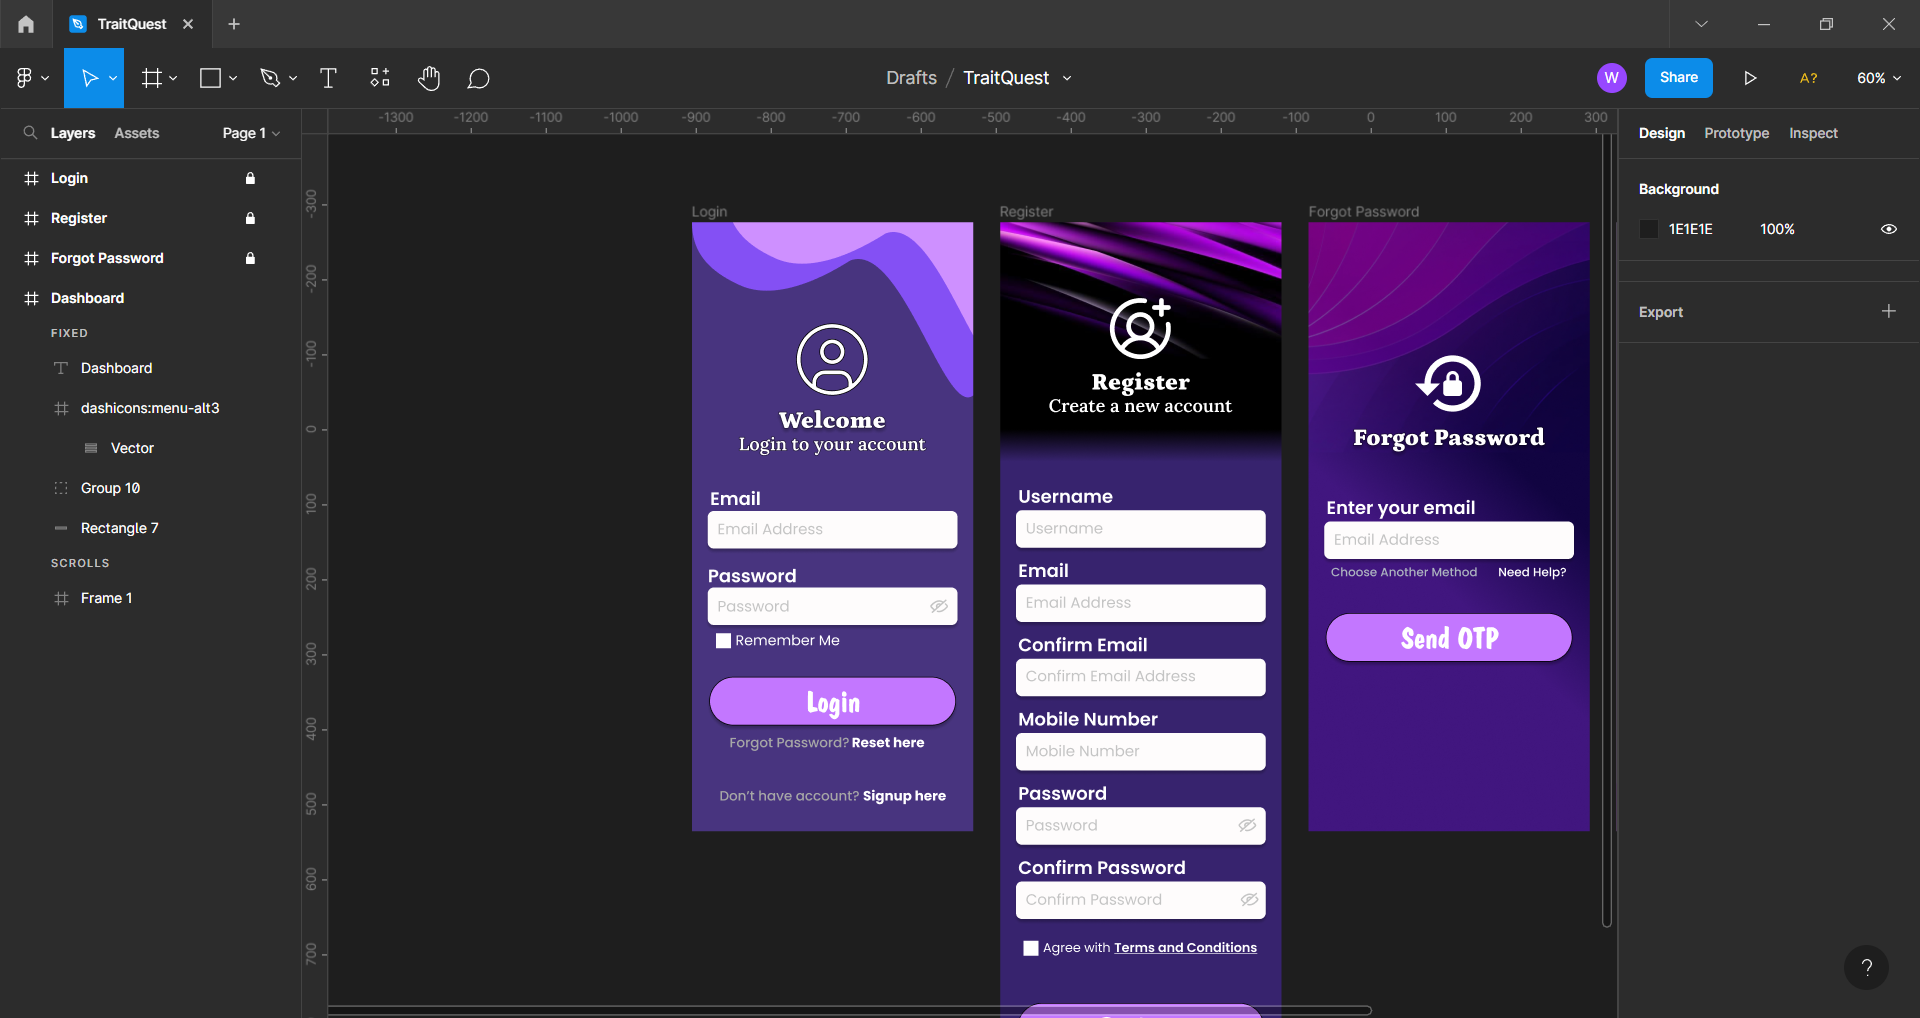 TraitQuest
Drafts / TraitQuest
W
Share
A?
60%
Layers
Assets
Page 1
Login
Register
Forgot Password
Dashboard
FIXED
Dashboard
dashicons:menu-alt3
Vector
Group 10
Rectangle 7
SCROLLS
Frame 1
-1300 -1200 -1100 -1000 -900 -800 -700 -600 -500 -400 -300 -200 -100 0 100 200 300
-300
-200
-100
0
100
200
300
400
500
600
700
Login
Welcome
Login to your account
Email
Email Address
Password
Password
Remember Me
Login
Forgot Password? Reset here
Don't have account? Signup here
Register
Register
Create a new account
Username
Username
Email
Email Address
Confirm Email
Confirm Email Address
Mobile Number
Mobile Number
Password
Password
Confirm Password
Confirm Password
Agree with Terms and Conditions
Forgot Password
Forgot Password
Enter your email
Email Address
Choose Another Method
Need Help?
Send OTP
Design
Prototype
Inspect
Background
1E1E1E
100%
Export
?